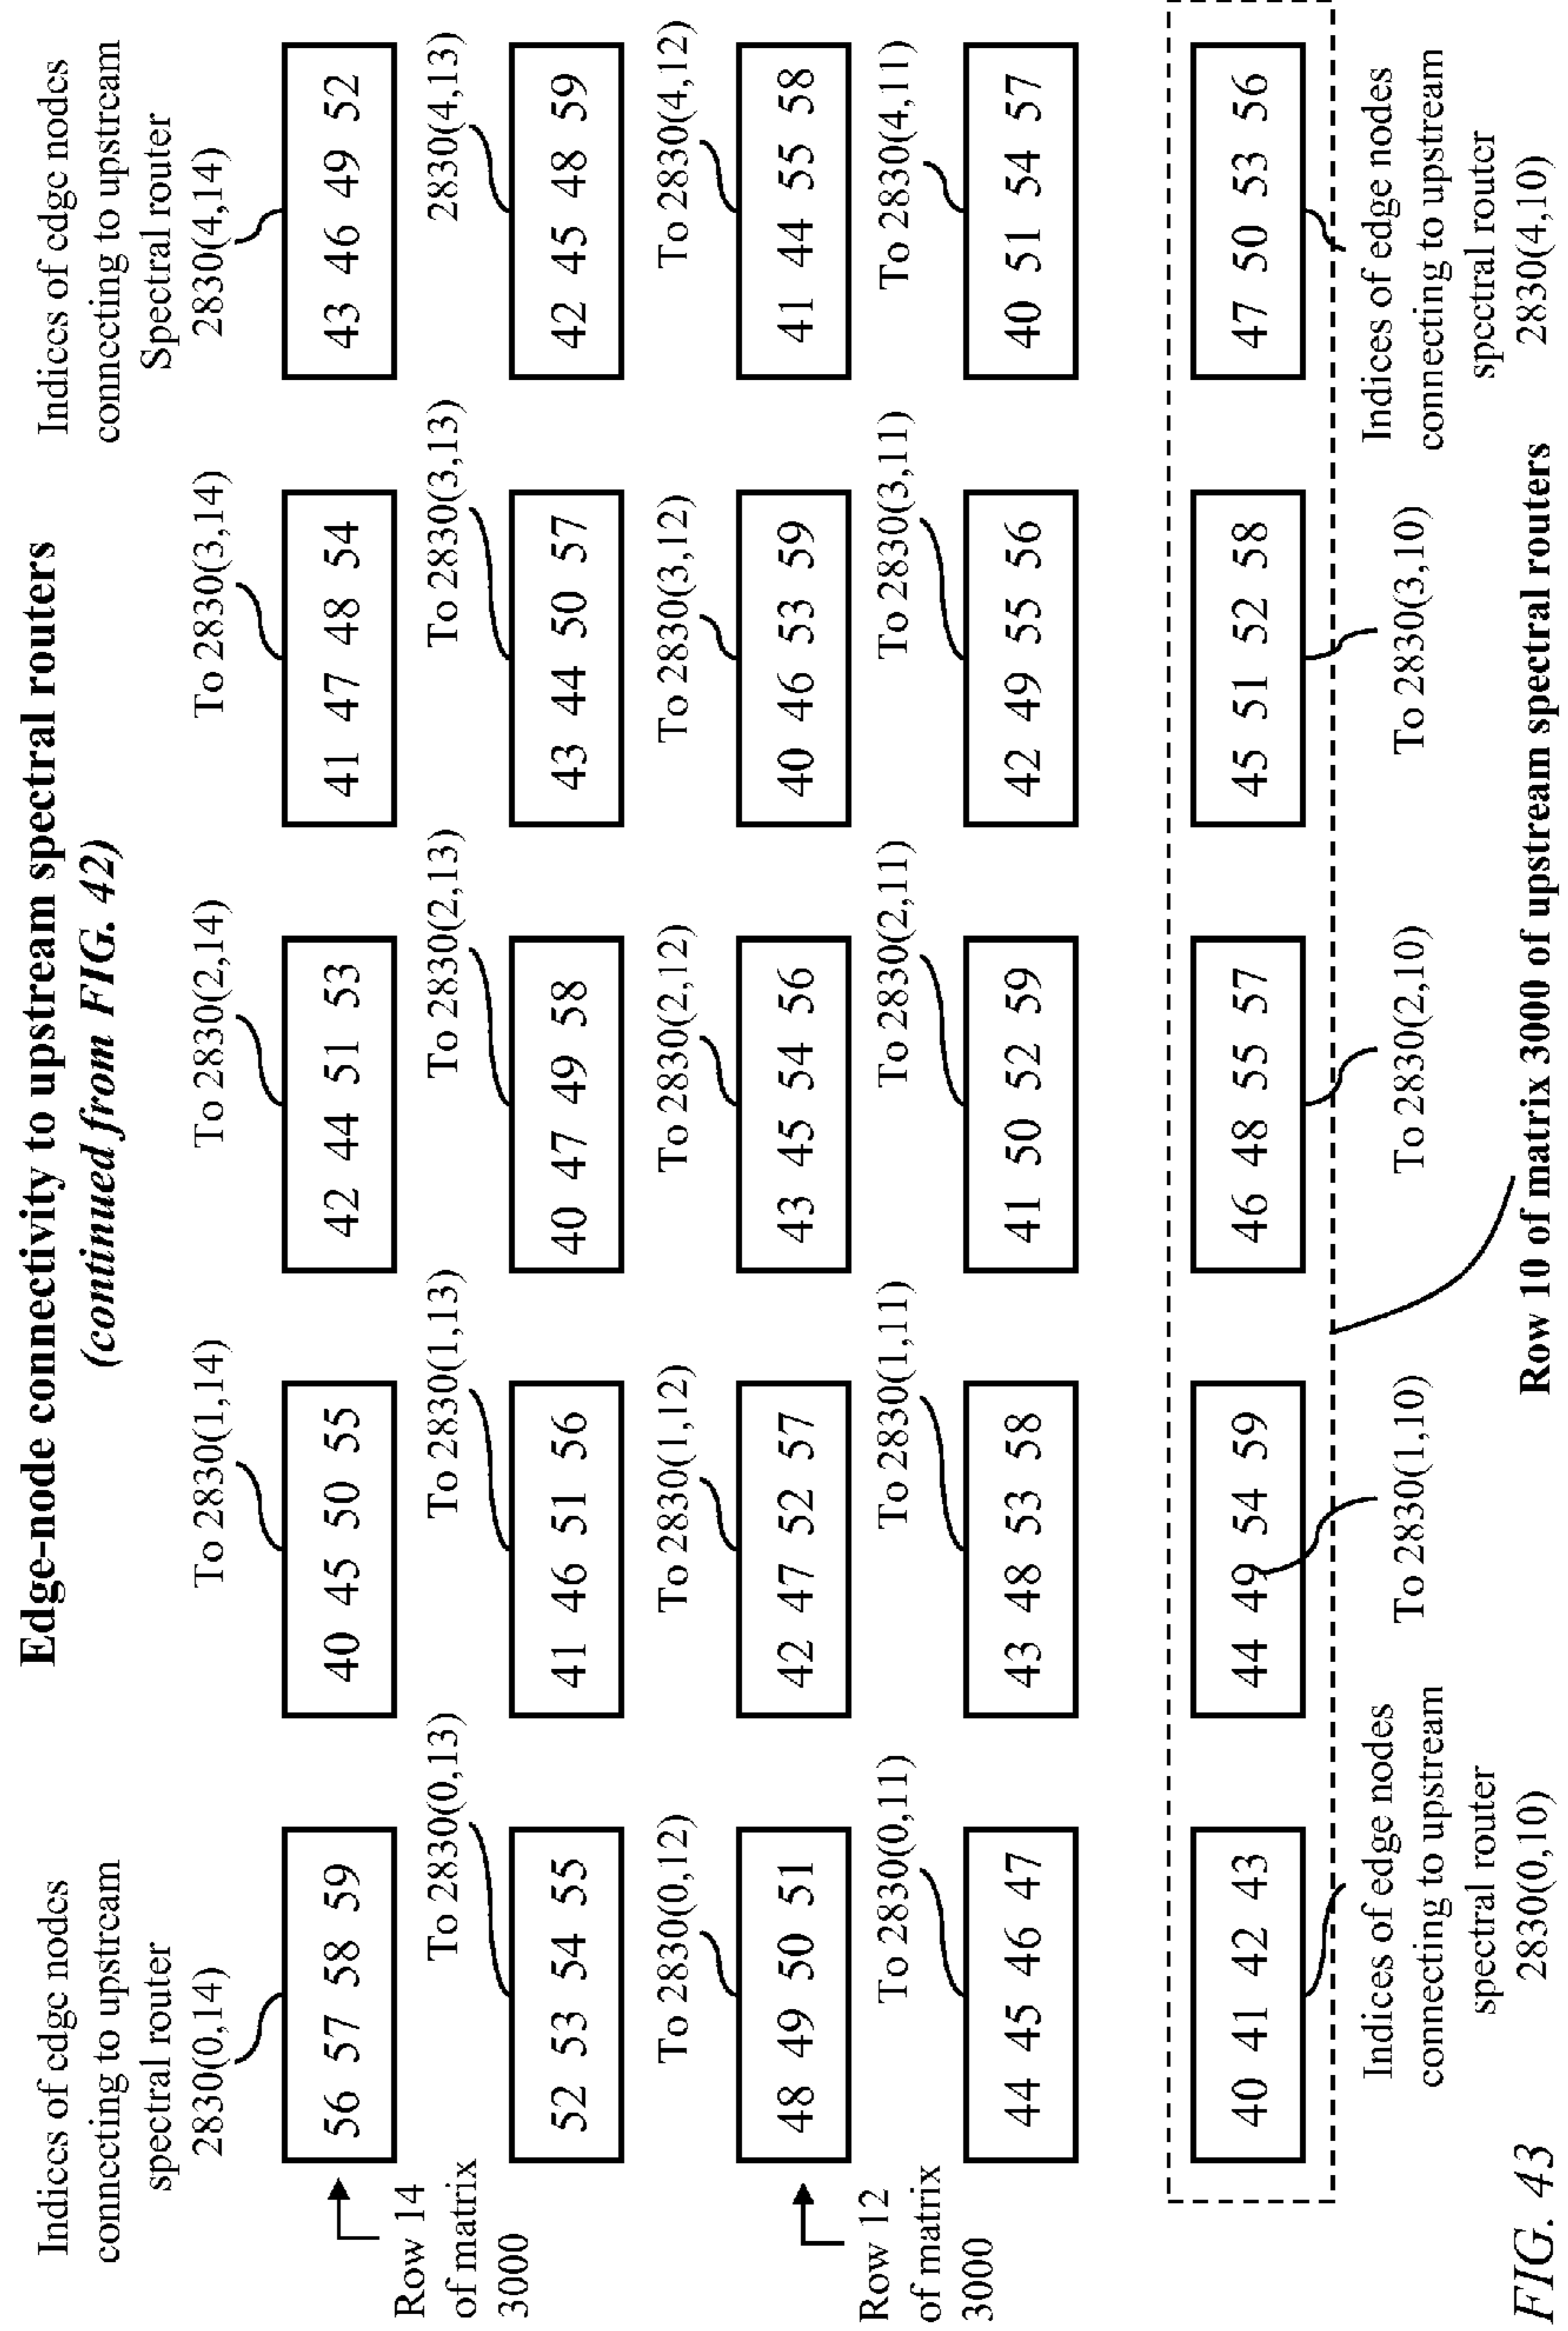 Edge-node connectivity to upstream spectral routers
(continued from FIG. 42)
Indices of edge nodes
connecting to upstream
spectral router
2830(0,14)
To 2830(1,14)
To 2830(2,14)
To 2830(3,14)
Indices of edge nodes
connecting to upstream
Spectral router
2830(4,14)
56 57 58 59
40 45 50 55
42 44 51 53
41 47 48 54
43 46 49 52
Row 14
of matrix
3000
To 2830(0,13)
To 2830(1,13)
To 2830(2,13)
To 2830(3,13)
2830(4,13)
52 53 54 55
41 46 51 56
40 47 49 58
43 44 50 57
42 45 48 59
To 2830(0,12)
To 2830(1,12)
To 2830(2,12)
To 2830(3,12)
To 2830(4,12)
48 49 50 51
42 47 52 57
43 45 54 56
40 46 53 59
41 44 55 58
Row 12
of matrix
3000
To 2830(0,11)
To 2830(1,11)
To 2830(2,11)
To 2830(3,11)
To 2830(4,11)
44 45 46 47
43 48 53 58
41 50 52 59
42 49 55 56
40 51 54 57
40 41 42 43
44 49 54 59
46 48 55 57
45 51 52 58
47 50 53 56
Indices of edge nodes
connecting to upstream
spectral router
2830(0,10)
To 2830(1,10)
To 2830(2,10)
To 2830(3,10)
Indices of edge nodes
connecting to upstream
spectral router
2830(4,10)
Row 10 of matrix 3000 of upstream spectral routers
FIG. 43